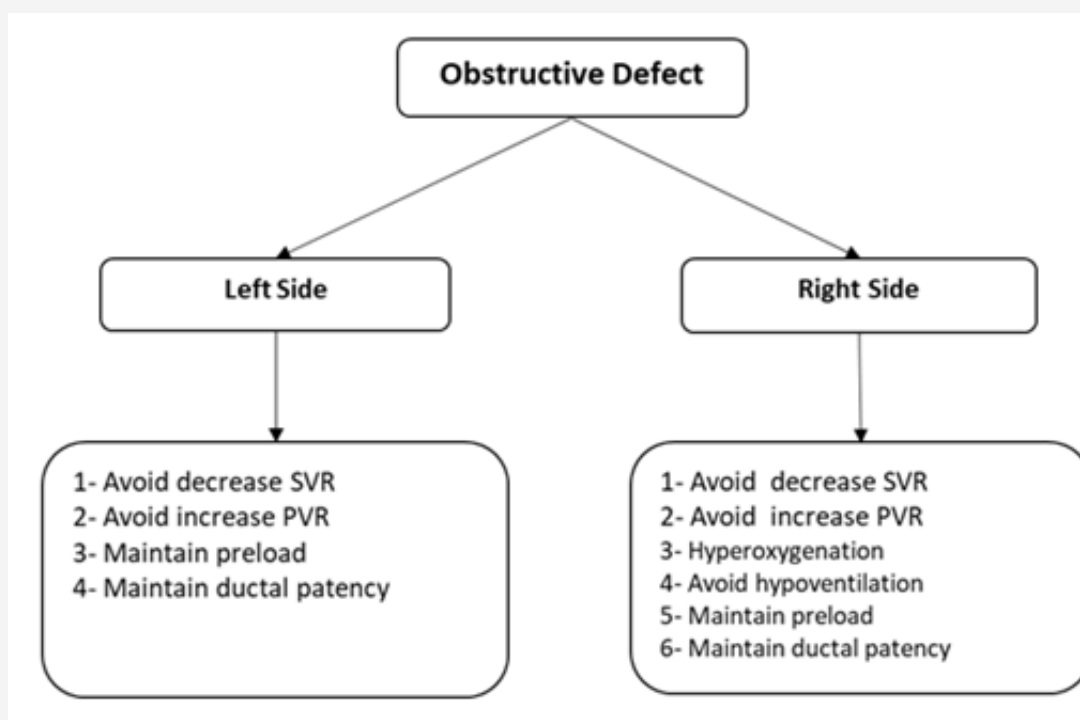 Obstructive Defect
Left Side
Right Side
1- Avoid decrease SVR
2- Avoid increase PVR
3- Maintain preload
4- Maintain ductal patency
1- Avoid decrease SVR
2- Avoid increase PVR
3- Hyperoxygenation
4- Avoid hypoventilation
5- Maintain preload
6- Maintain ductal patency